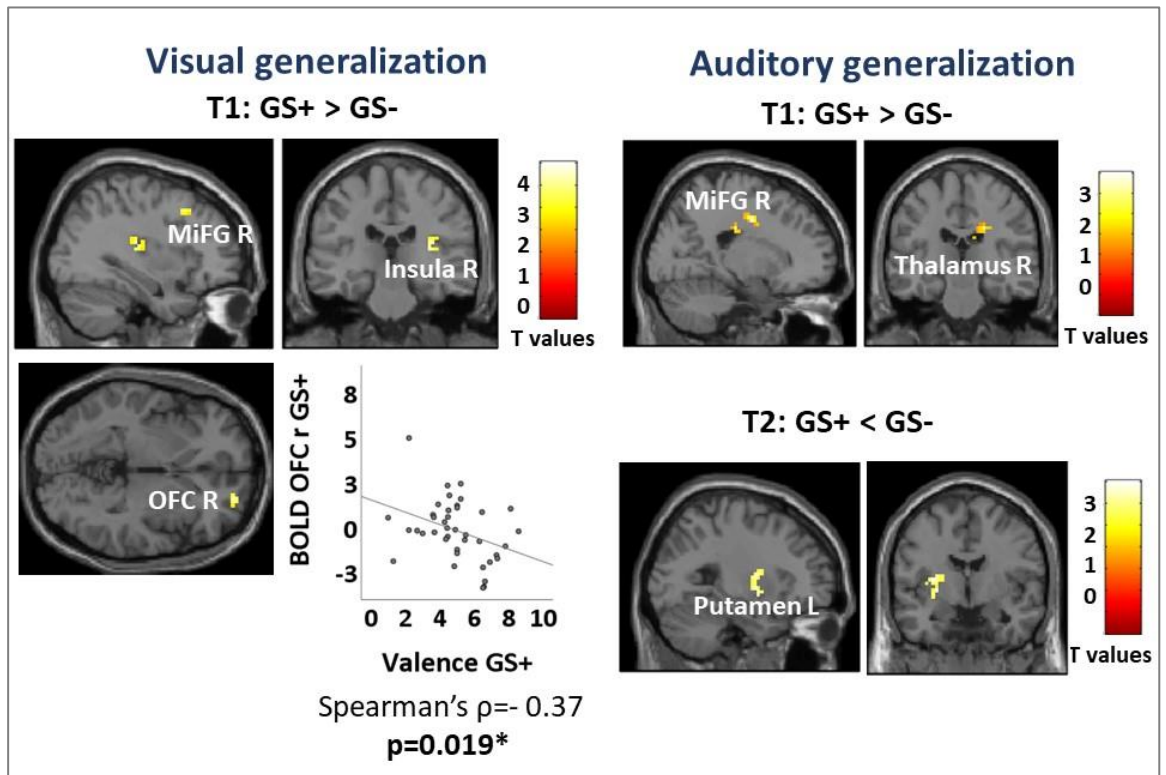 Visual generalization
T1: GS+ > GS-
MiFG R
Insula R
4
3
2
1
0
T values
OFC R
BOLD OFC r GS+
8
5
3
0
-3
0 2 4 6 8 10
Valence GS+
Spearman's ρ=- 0.37
p=0.019*
Auditory generalization
T1: GS+ > GS-
MiFG R
Thalamus R
3
2
1
0
T values
T2: GS+ < GS-
Putamen L
3
2
1
0
T values